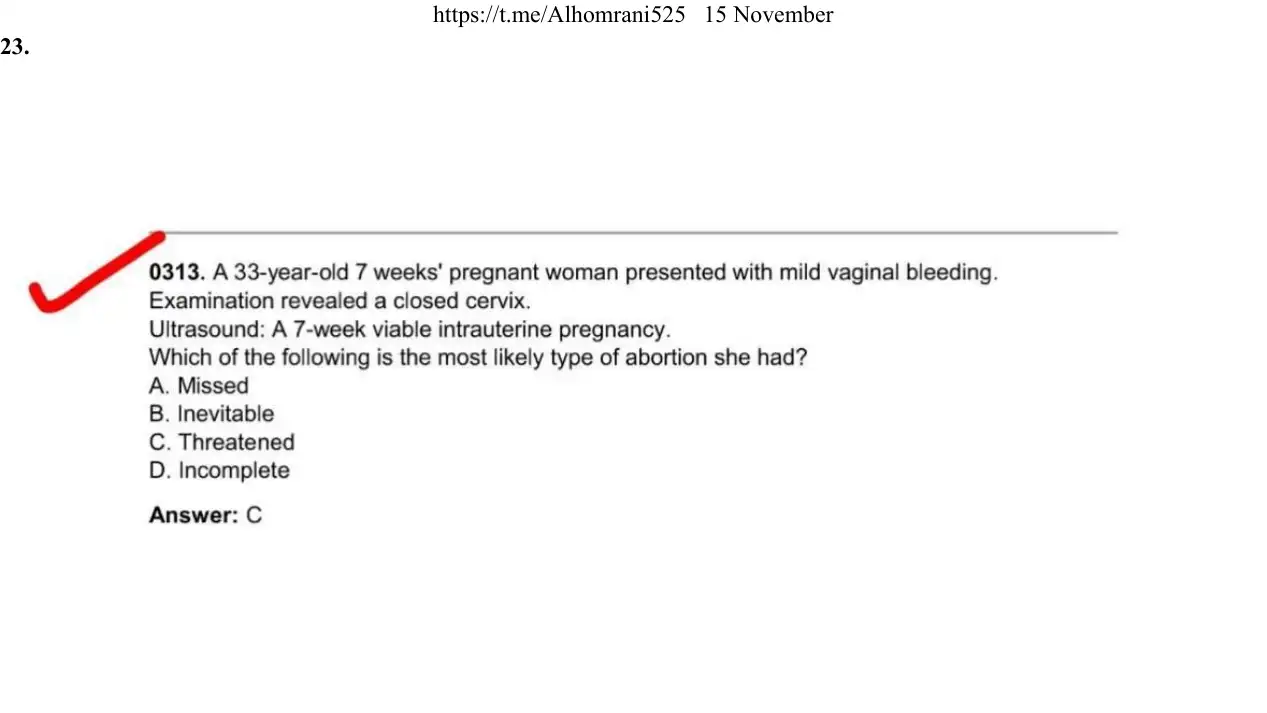 https://t.me/Alhomrani525 15 November
23.
0313. A 33-year-old 7 weeks' pregnant woman presented with mild vaginal bleeding.
Examination revealed a closed cervix.
Ultrasound: A 7-week viable intrauterine pregnancy.
Which of the following is the most likely type of abortion she had?
A. Missed
B. Inevitable
C. Threatened
D. Incomplete
Answer: C